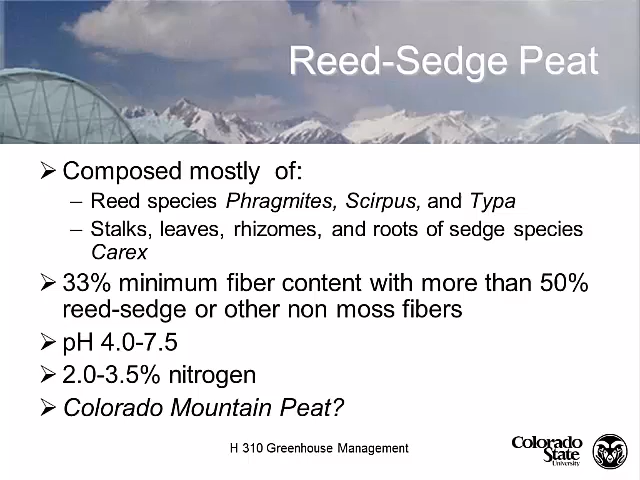 Reed-Sedge Peat
➢ Composed mostly of:
– Reed species Phragmites, Scirpus, and Typa
– Stalks, leaves, rhizomes, and roots of sedge species
Carex
➢ 33% minimum fiber content with more than 50%
reed-sedge or other non moss fibers
➢ pH 4.0-7.5
➢ 2.0-3.5% nitrogen
➢ Colorado Mountain Peat?
H 310 Greenhouse Management
Colorado
State
University